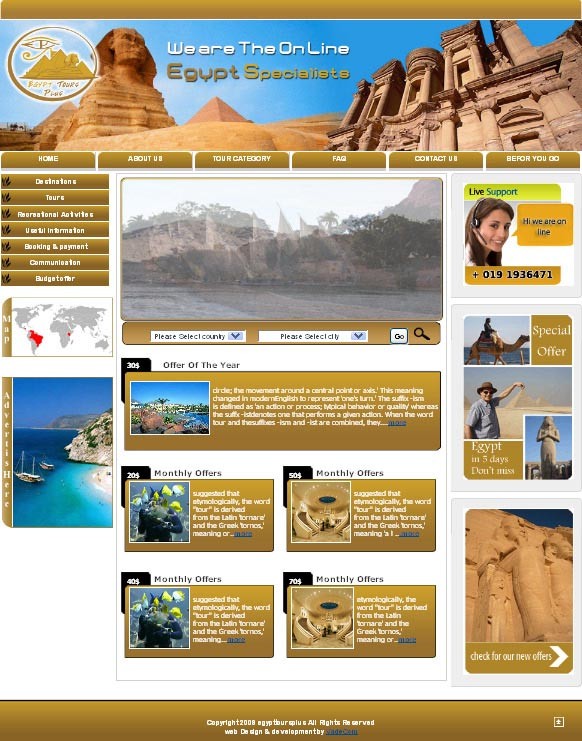 EGYPT TOURS
PLUS
We are The On Line
Egypt Specialists
HOME
ABOUT US
TOUR CATEGORY
FAQ
CONTACT US
BEFOR YOU GO
Destinations
Tours
Recreational Activities
Useful Information
Booking & payment
Communication
Budget offer
Map
Advertis Here
Please Select country
Please Select city
Go
30$
Offer Of The Year
circle; the movement around a central point or axis.' This meaning
changed in modernEnglish to represent 'one's turn.' The suffix -ism
is defined as 'an action or process; typical behavior or quality' whereas
the suffix -istdenotes one that performs a given action. When the word
tour and thesuffixes -ism and -ist are combined, they....more
20$
Monthly Offers
suggested that
etymologically, the word
"tour" is derived
from the Latin 'tornare'
and the Greek 'tornos,'
meaning or...more
50$
Monthly Offers
suggested that
etymologically, the word
"tour" is derived
from the Latin 'tornare'
and the Greek 'tornos,'
meaning 'a l ...more
40$
Monthly Offers
suggested that
etymologically, the word
"tour" is derived
from the Latin
'tornare' and the
Greek 'tornos,'
meaning...more
70$
Monthly Offers
etymologically, the
word "tour" is derived
from the Latin
'tornare' and the
Greek 'tornos,'
meaning or...more
Live Support
Hi we are on
line
+ 019 1936471
Special
Offer
Egypt
in 3 days
Don't miss
check for our new offers
Copyright 2008 egypttoursplus All Rights Reserved
web Design & development by